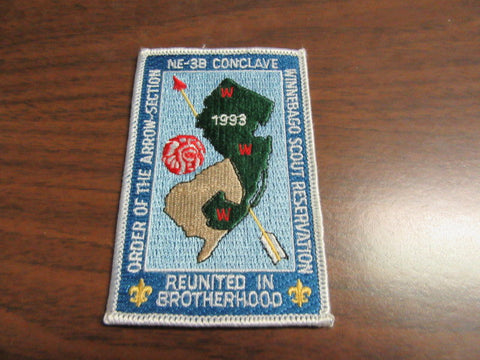 NE-3B CONCLAVE
ORDER OF THE ARROW-SECTION
WINNEBAGO SCOUT RESERVATION
W
1993
W
W
REUNITED IN
BROTHERHOOD